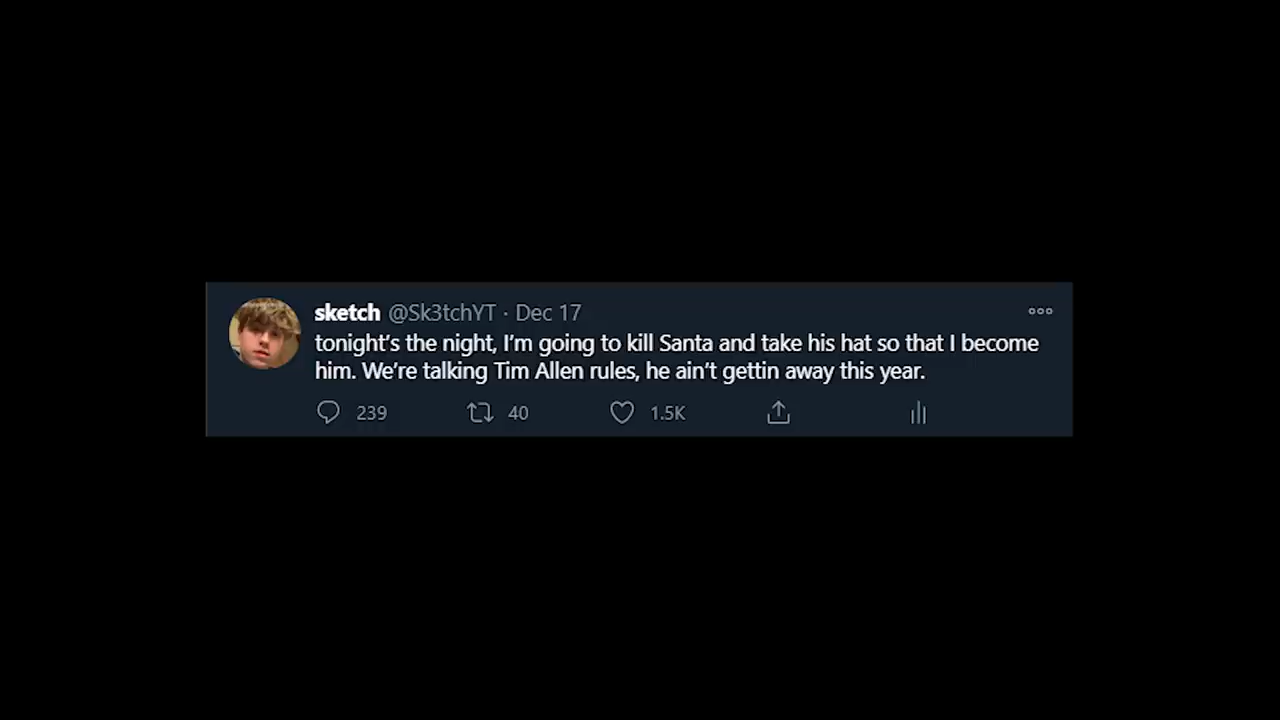 sketch @Sk3tchYT · Dec 17
tonight's the night, I'm going to kill Santa and take his hat so that I become
him. We're talking Tim Allen rules, he ain't gettin away this year.
239 40 1.5K